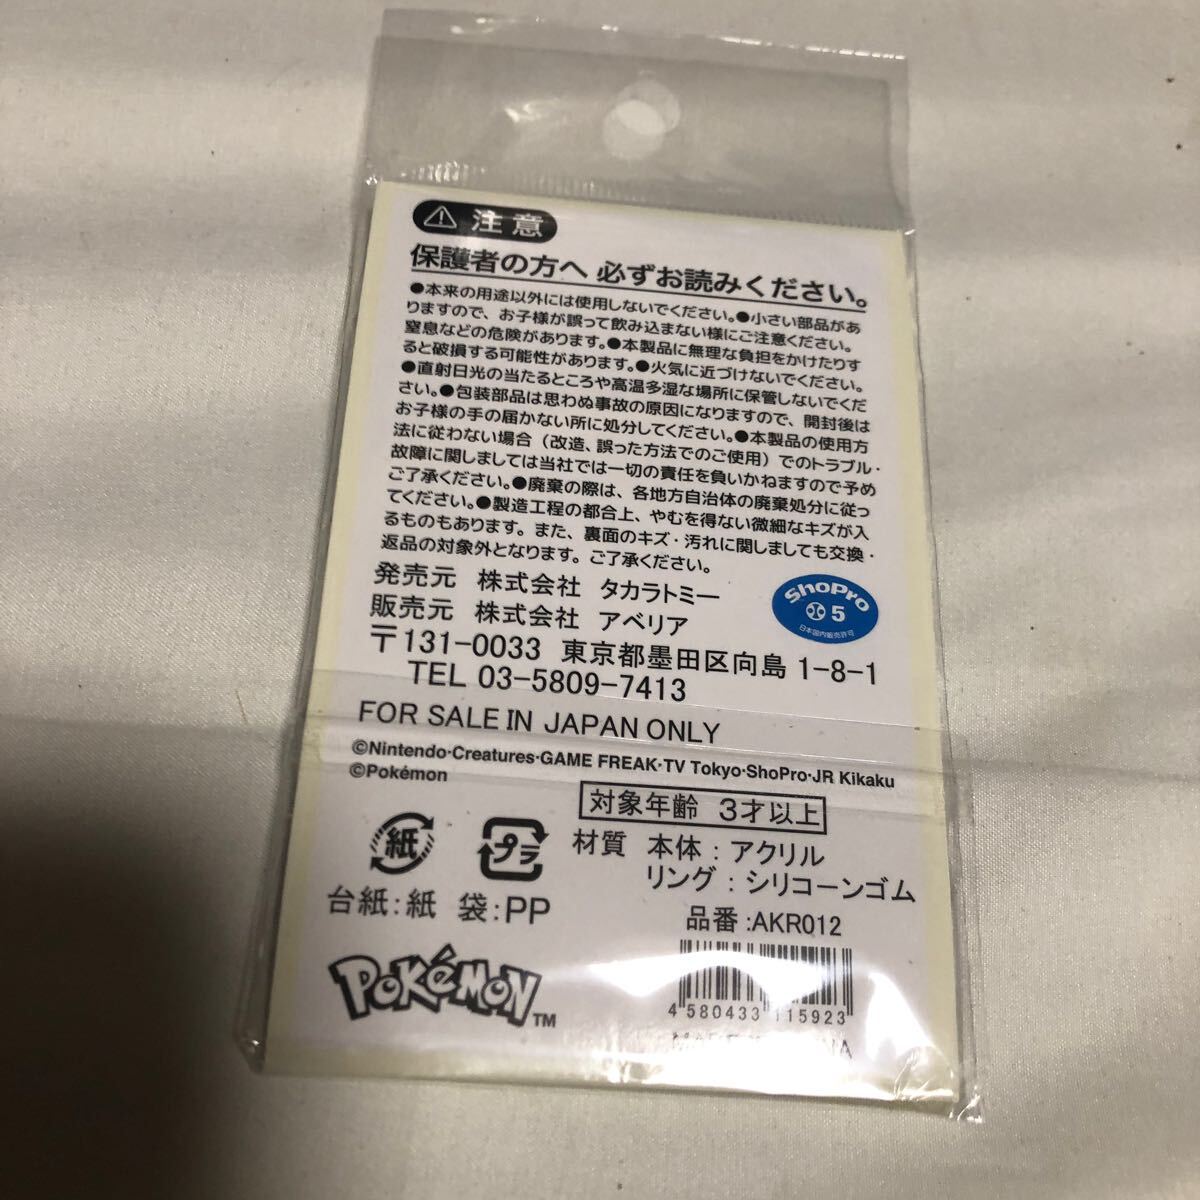 注意
保護者の方へ 必ずお読みください。
●本来の用途以外には使用しないでください。●小さい部品があ
りますので、お子様が誤って飲み込まない様にご注意ください。
窒息などの危険があります。●本製品に無理な負担をかけたりす
ると破損する可能性があります。●火気に近づけないでください。
●直射日光の当たるところや高温多湿な場所に保管しないでくだ
さい。●包装部品は思わぬ事故の原因になりますので、開封後は
お子様の手の届かない所に処分してください。●本製品の使用方
法に従わない場合(改造、誤った方法でのご使用)でのトラブル・
故障に関しましては当社では一切の責任を負いかねますので予め
ご了承ください。●廃棄の際は、各地方自治体の廃棄処分に従っ
てください。●製造工程の都合上、やむを得ない微細なキズが入
るものもあります。また、裏面のキズ・汚れに関しましても交換・
返品の対象外となります。ご了承ください。
発売元 株式会社 タカラトミー
販売元 株式会社 アベリア
〒131-0033 東京都墨田区向島 1-8-1
TEL 03-5809-7413
ShoPro
5
日本国内販売許可
FOR SALE IN JAPAN ONLY
©Nintendo·Creatures·GAME FREAK·TV Tokyo·ShoPro·JR Kikaku
©Pokémon
対象年齢 3才以上
材質 本体:アクリル
リング:シリコーンゴム
紙
プラ
台紙:紙 袋:PP
品番:AKR012
POKéMON™
4 580433 115923